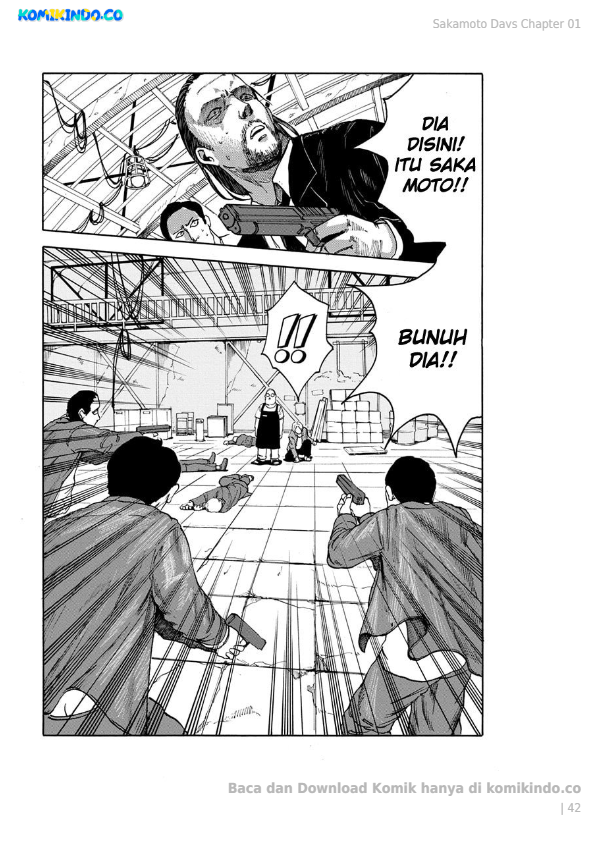 KOMIKINDO.CO
Sakamoto Days Chapter 01
DIA
DISINI!
ITU SAKA
MOTO!!
!!
BUNUH
DIA!!
Baca dan Download Komik hanya di komikindo.co
| 42